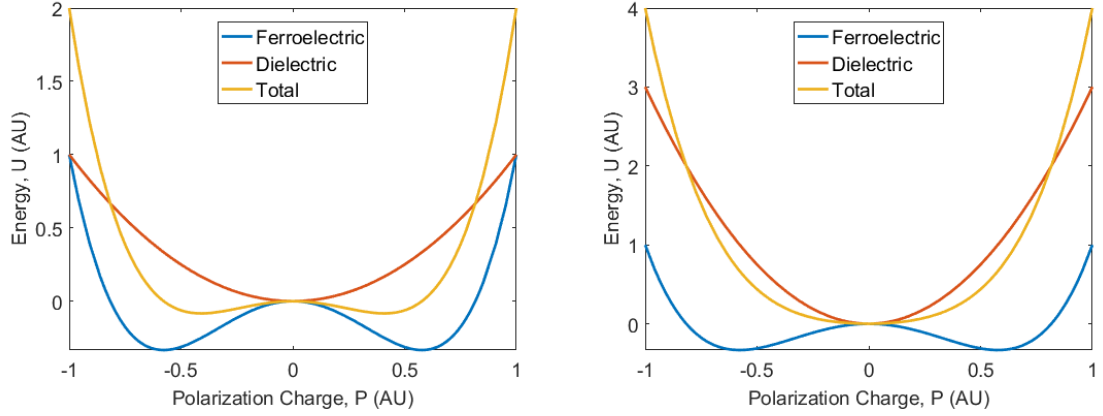 2
1.5
1
0.5
0
-1
-0.5
0
0.5
1
Energy, U (AU)
Polarization Charge, P (AU)
Ferroelectric
Dielectric
Total
4
3
2
1
0
-1
-0.5
0
0.5
1
Energy, U (AU)
Polarization Charge, P (AU)
Ferroelectric
Dielectric
Total